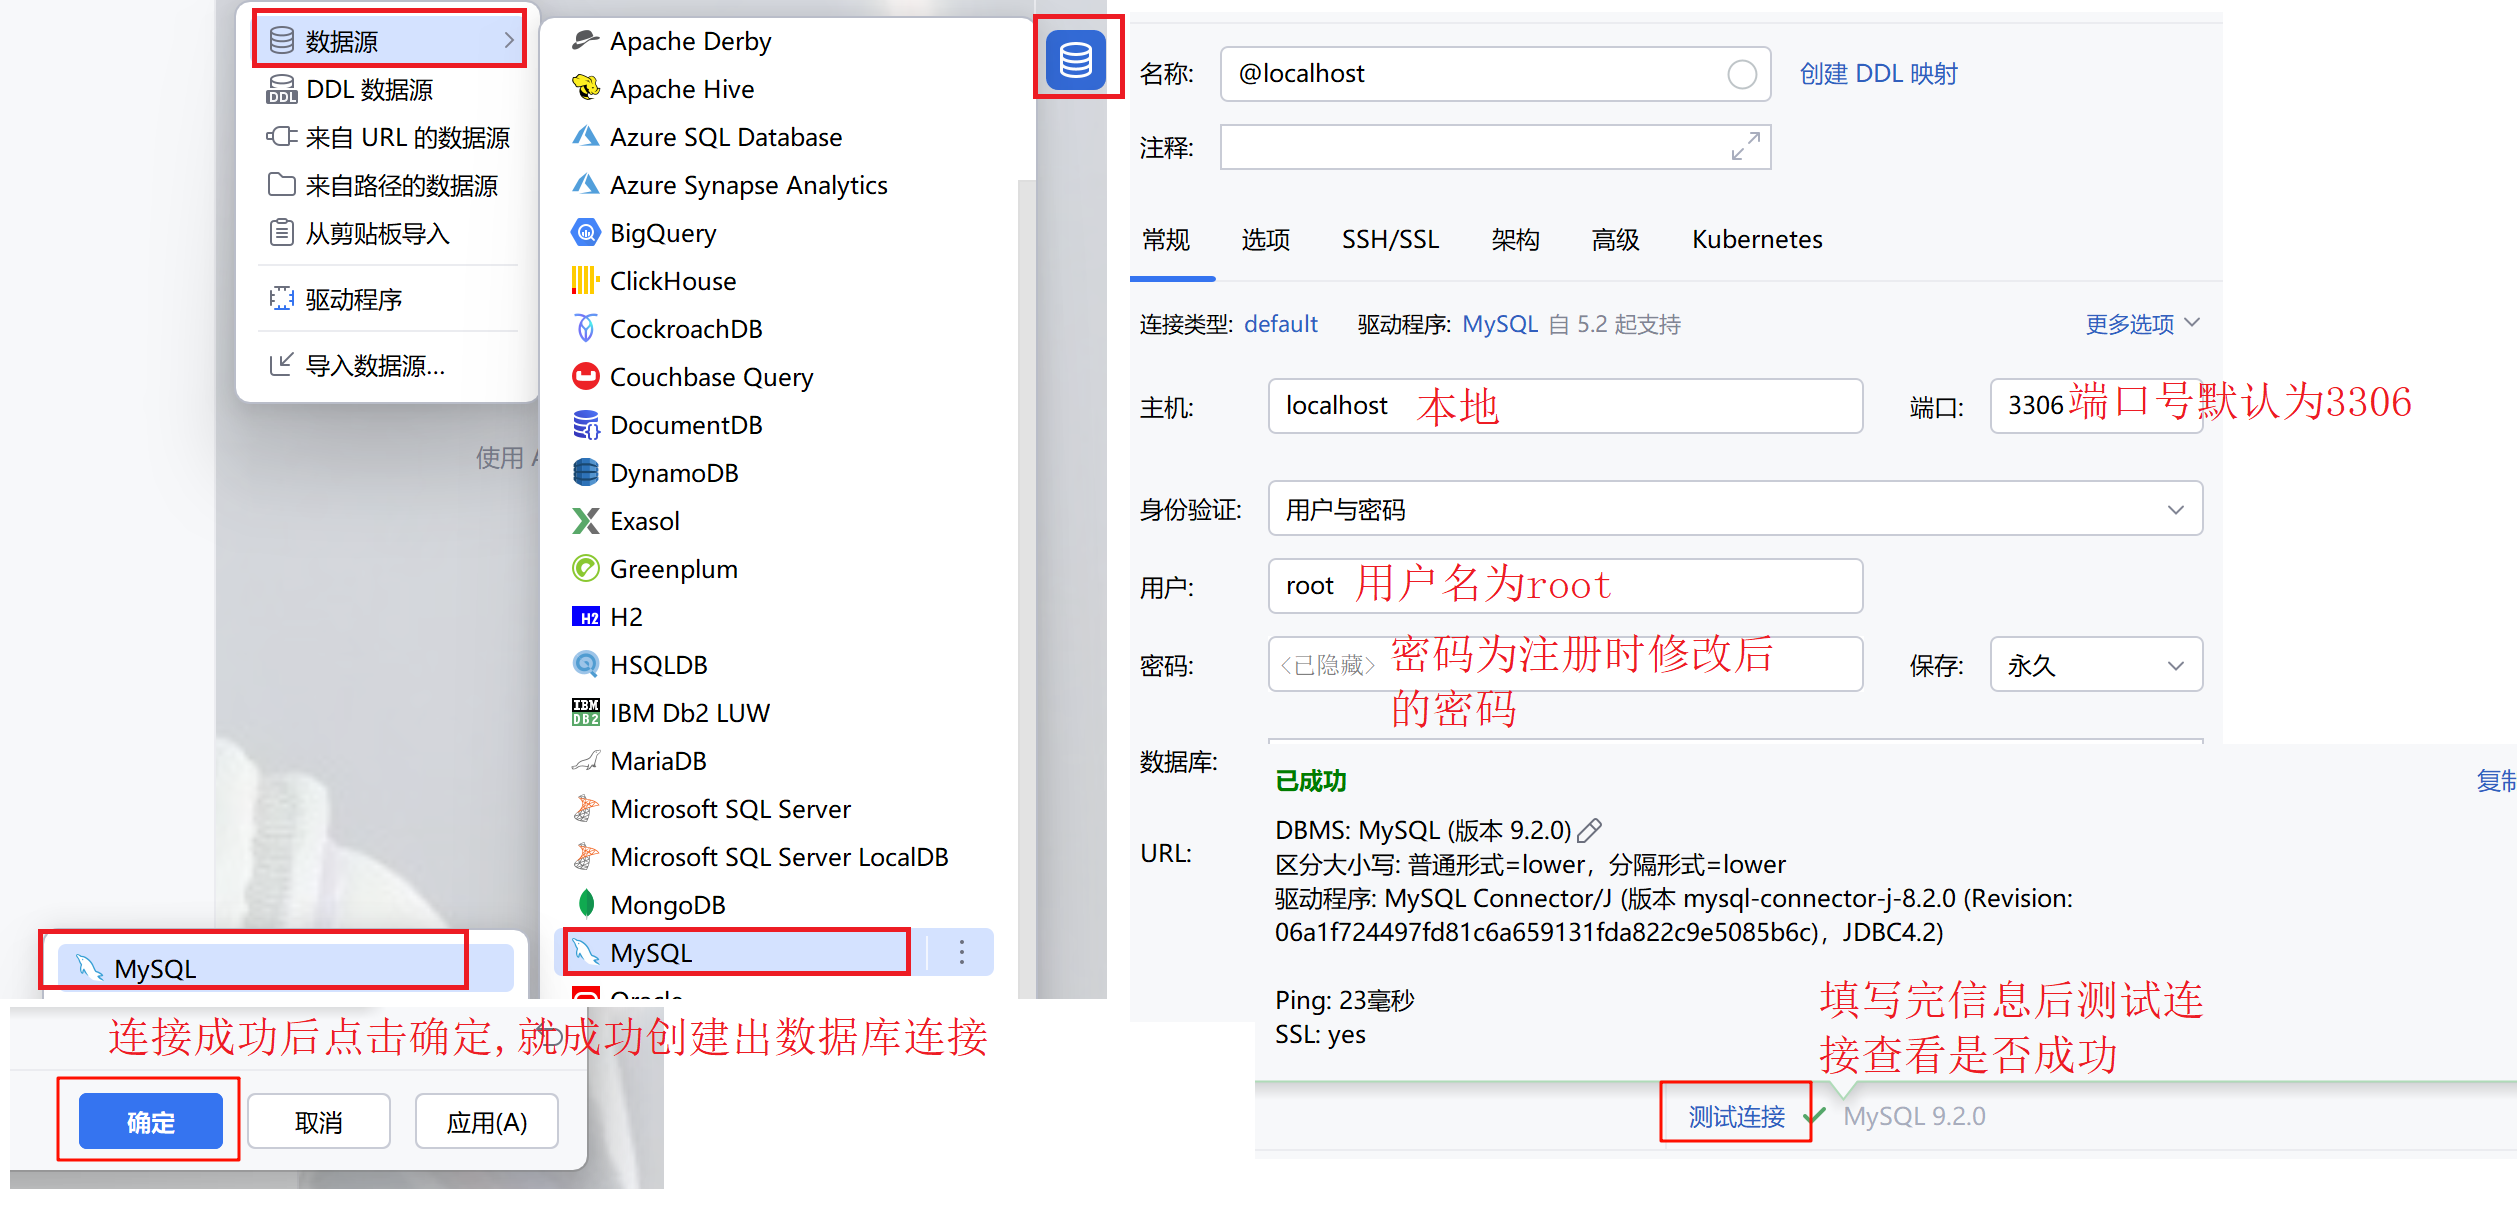 数据源
DDL 数据源
来自 URL 的数据源
来自路径的数据源
从剪贴板导入
驱动程序
导入数据源...
使用
Apache Derby
Apache Hive
Azure SQL Database
Azure Synapse Analytics
BigQuery
ClickHouse
CockroachDB
Couchbase Query
DocumentDB
DynamoDB
Exasol
Greenplum
H2
HSQLDB
IBM Db2 LUW
MariaDB
Microsoft SQL Server
Microsoft SQL Server LocalDB
MongoDB
MySQL
Oracle
MySQL
连接成功后点击确定,就成功创建出数据库连接
确定 取消 应用(A)
名称: @localhost 创建 DDL 映射
注释:
常规 选项 SSH/SSL 架构 高级 Kubernetes
连接类型: default 驱动程序: MySQL 自 5.2 起支持 更多选项
主机: localhost 本地 端口: 3306 端口号默认为3306
身份验证: 用户与密码
用户: root 用户名为root
密码: <已隐藏> 密码为注册时修改后 保存: 永久
的密码
数据库:
已成功 复制
DBMS: MySQL (版本 9.2.0)
URL:
区分大小写: 普通形式=lower，分隔形式=lower
驱动程序: MySQL Connector/J (版本 mysql-connector-j-8.2.0 (Revision:
06a1f724497fd81c6a659131fda822c9e5085b6c)，JDBC4.2)
Ping: 23毫秒
SSL: yes
填写完信息后测试连
接查看是否成功
测试连接 MySQL 9.2.0